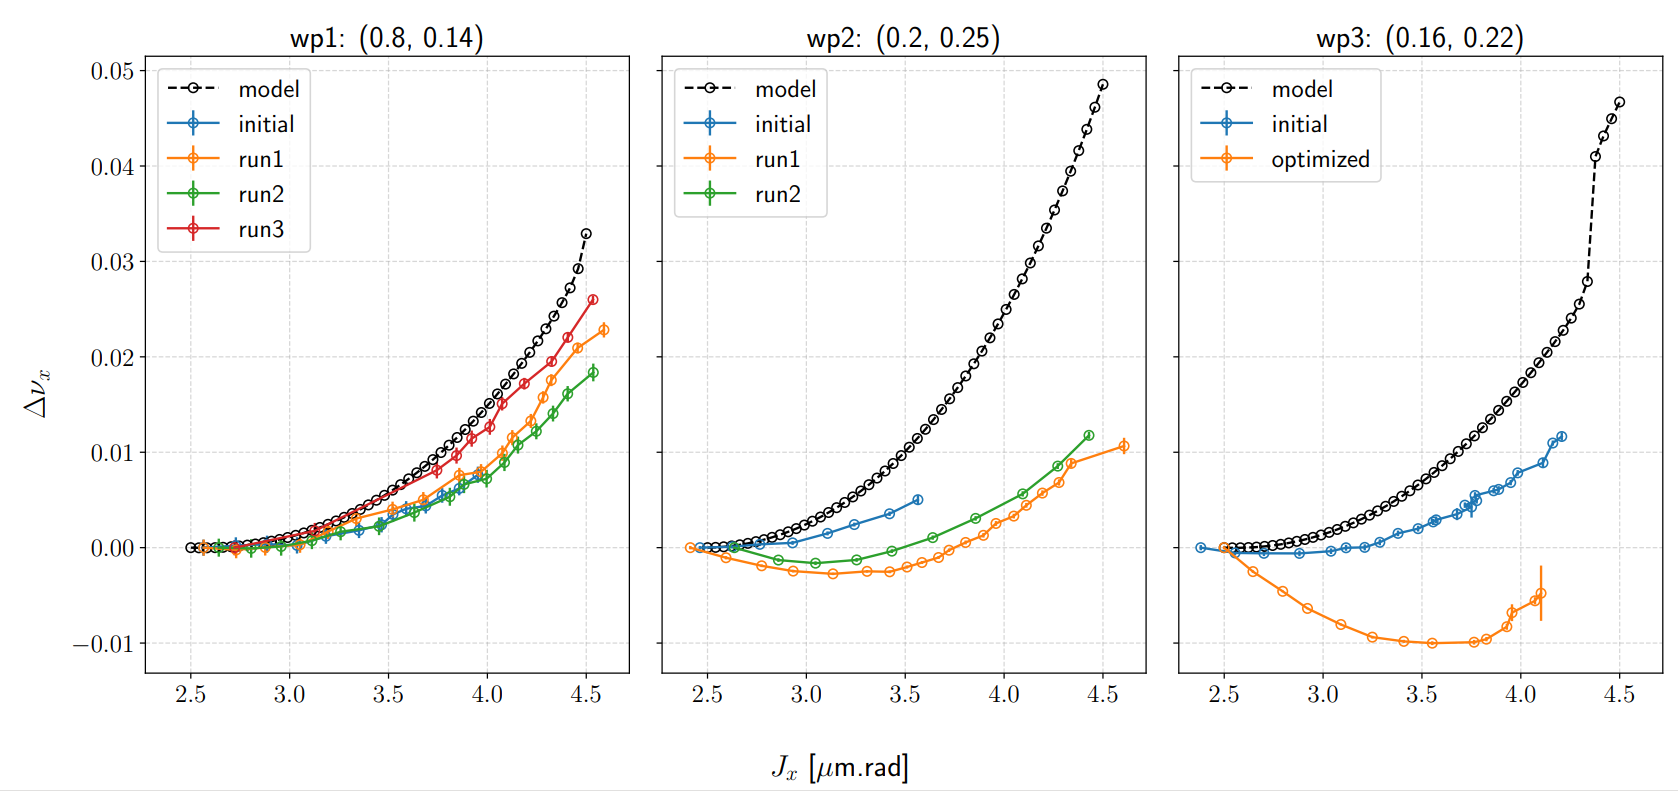 wp1: (0.8, 0.14)
wp2: (0.2, 0.25)
wp3: (0.16, 0.22)
model
initial
run1
run2
run3
model
initial
run1
run2
model
initial
optimized
0.05
0.04
0.03
0.02
0.01
0.00
−0.01
Δν_x
2.5 3.0 3.5 4.0 4.5
2.5 3.0 3.5 4.0 4.5
2.5 3.0 3.5 4.0 4.5
J_x [μm.rad]